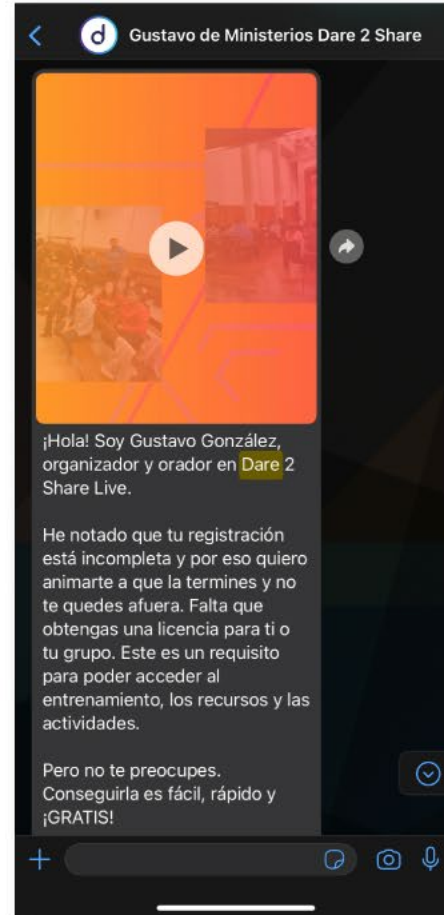 d
Gustavo de Ministerios Dare 2 Share
¡Hola! Soy Gustavo González,
organizador y orador en Dare 2
Share Live.
He notado que tu registración
está incompleta y por eso quiero
animarte a que la termines y no
te quedes afuera. Falta que
obtengas una licencia para ti o
tu grupo. Este es un requisito
para poder acceder al
entrenamiento, los recursos y las
actividades.
Pero no te preocupes.
Conseguirla es fácil, rápido y
¡GRATIS!